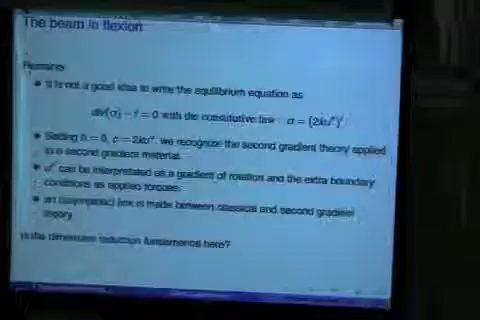 The beam in flexion
Remarks
It is not a good idea to write the equilibrium equation as
div(σ) − f = 0 with the constitutive law σ = (2ku″)′.
Setting b = 0, c = 2ku″, we recognize the second gradient theory applied
to a second gradient material.
u″ can be interpretated as a gradient of rotation and the extra boundary
conditions as applied torques.
an (asymptotic) link is made between classical and second gradient
theory.
Is the dimension reduction fundamental here?